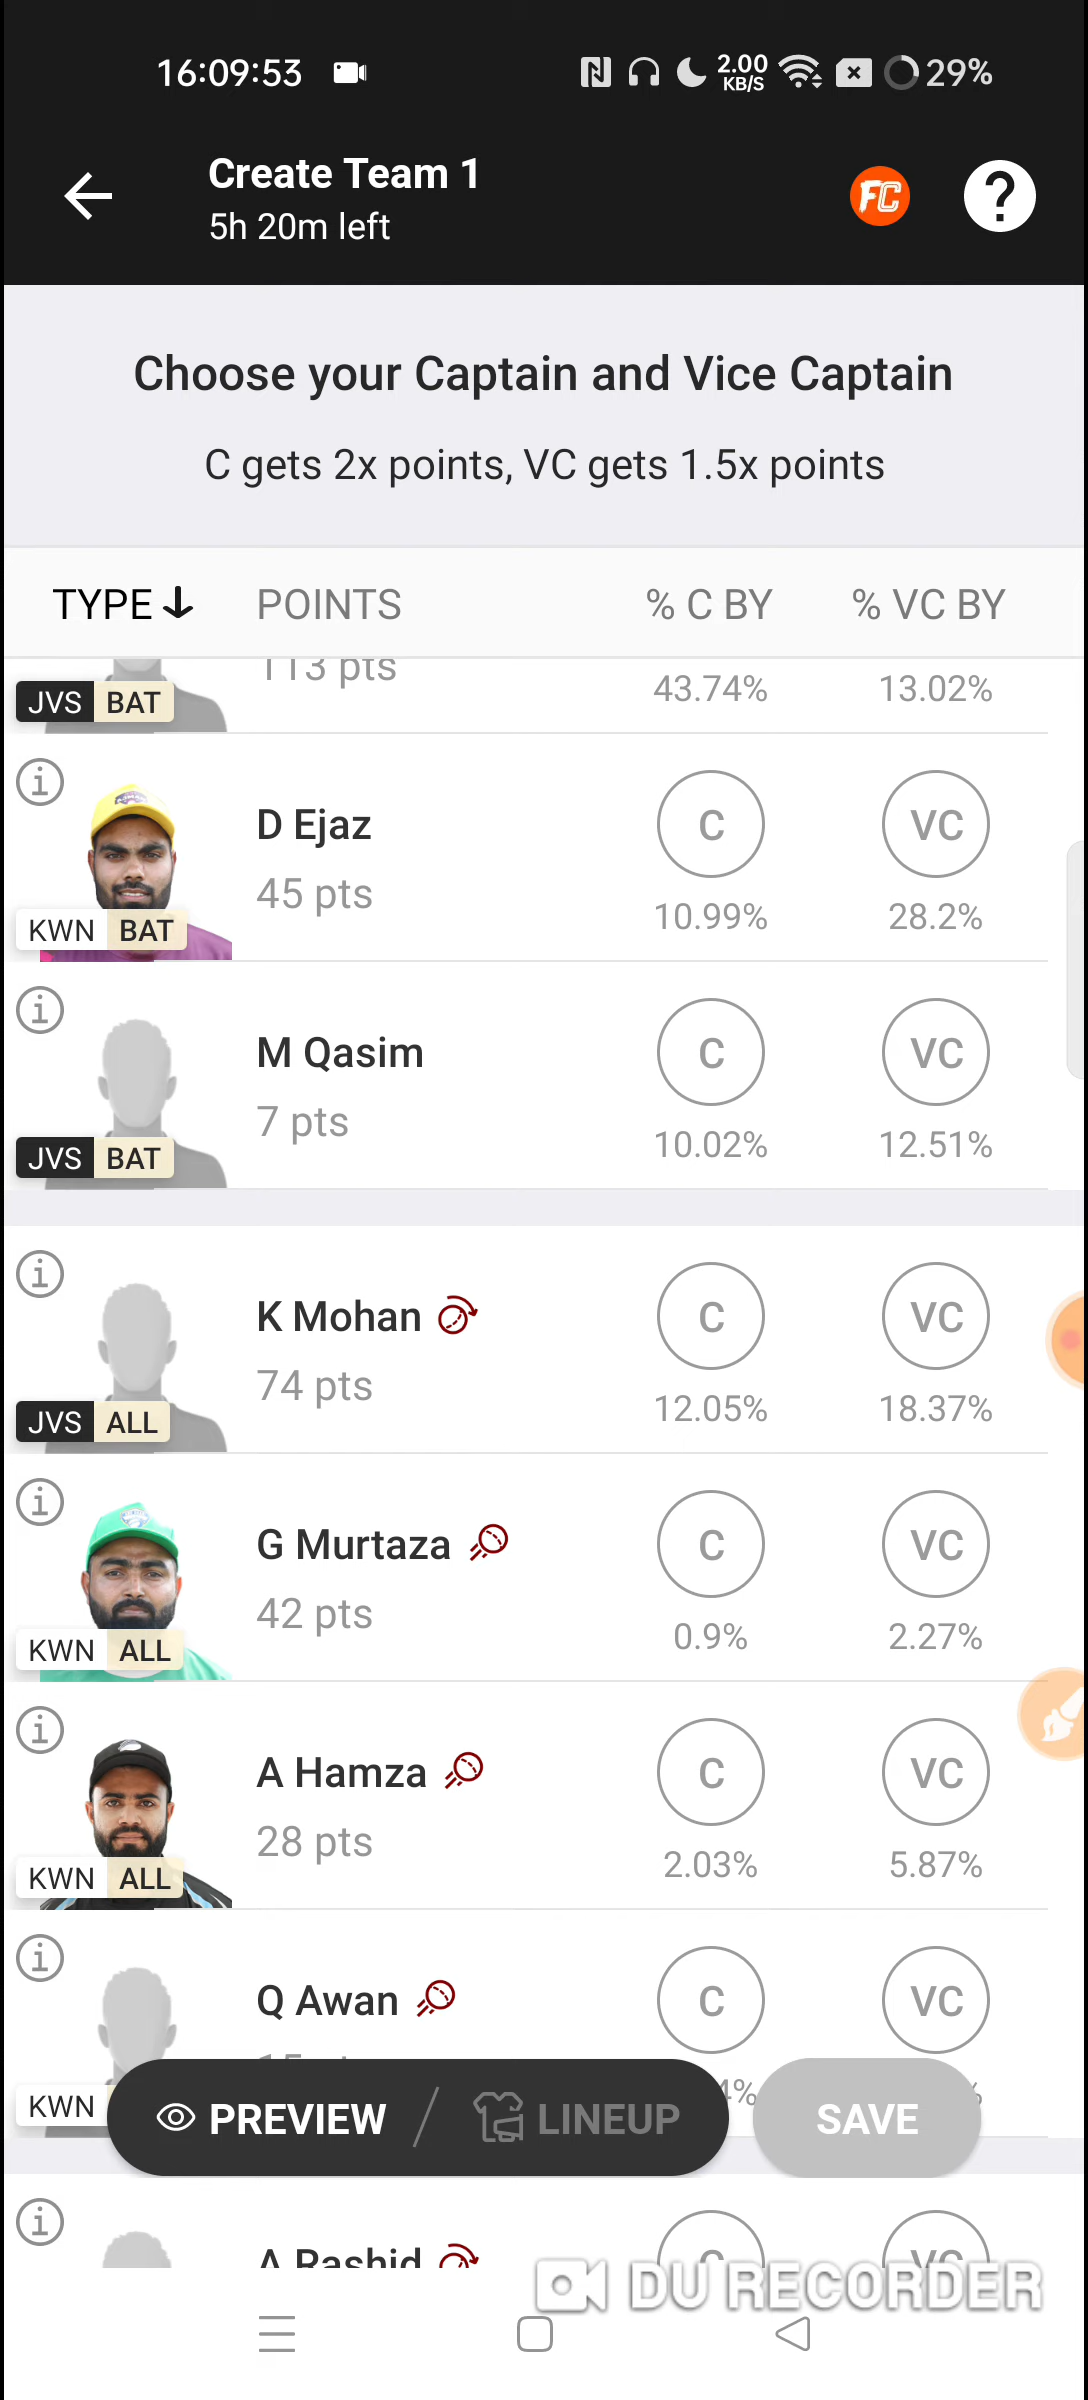 16:09:53 2.00 KB/S 29%
Create Team 1
5h 20m left
FC
?
Choose your Captain and Vice Captain
C gets 2x points, VC gets 1.5x points
TYPE POINTS % C BY % VC BY
113 pts
43.74% 13.02%
JVS BAT
D Ejaz C VC
45 pts
10.99% 28.2%
KWN BAT
M Qasim C VC
7 pts
10.02% 12.51%
JVS BAT
K Mohan C VC
74 pts
12.05% 18.37%
JVS ALL
G Murtaza C VC
42 pts
0.9% 2.27%
KWN ALL
A Hamza C VC
28 pts
2.03% 5.87%
KWN ALL
Q Awan C VC
KWN
PREVIEW LINEUP SAVE
A Rashid C VC
DU RECORDER